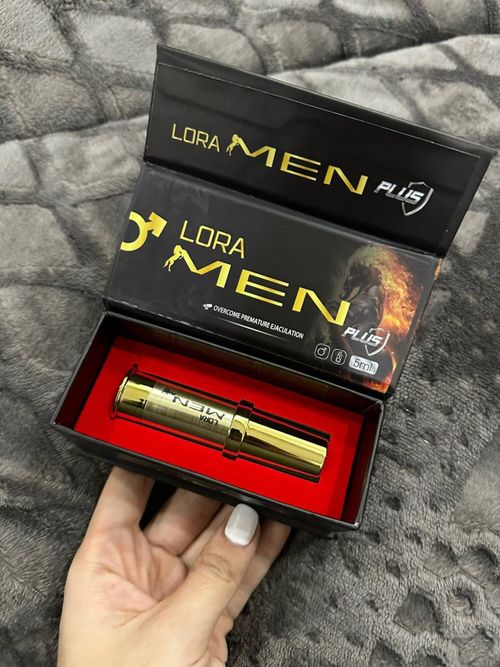 LORA MEN PLUS
LORA
MEN
PLUS
OVERCOME PREMATURE EJACULATION
5ml
LORA
MEN